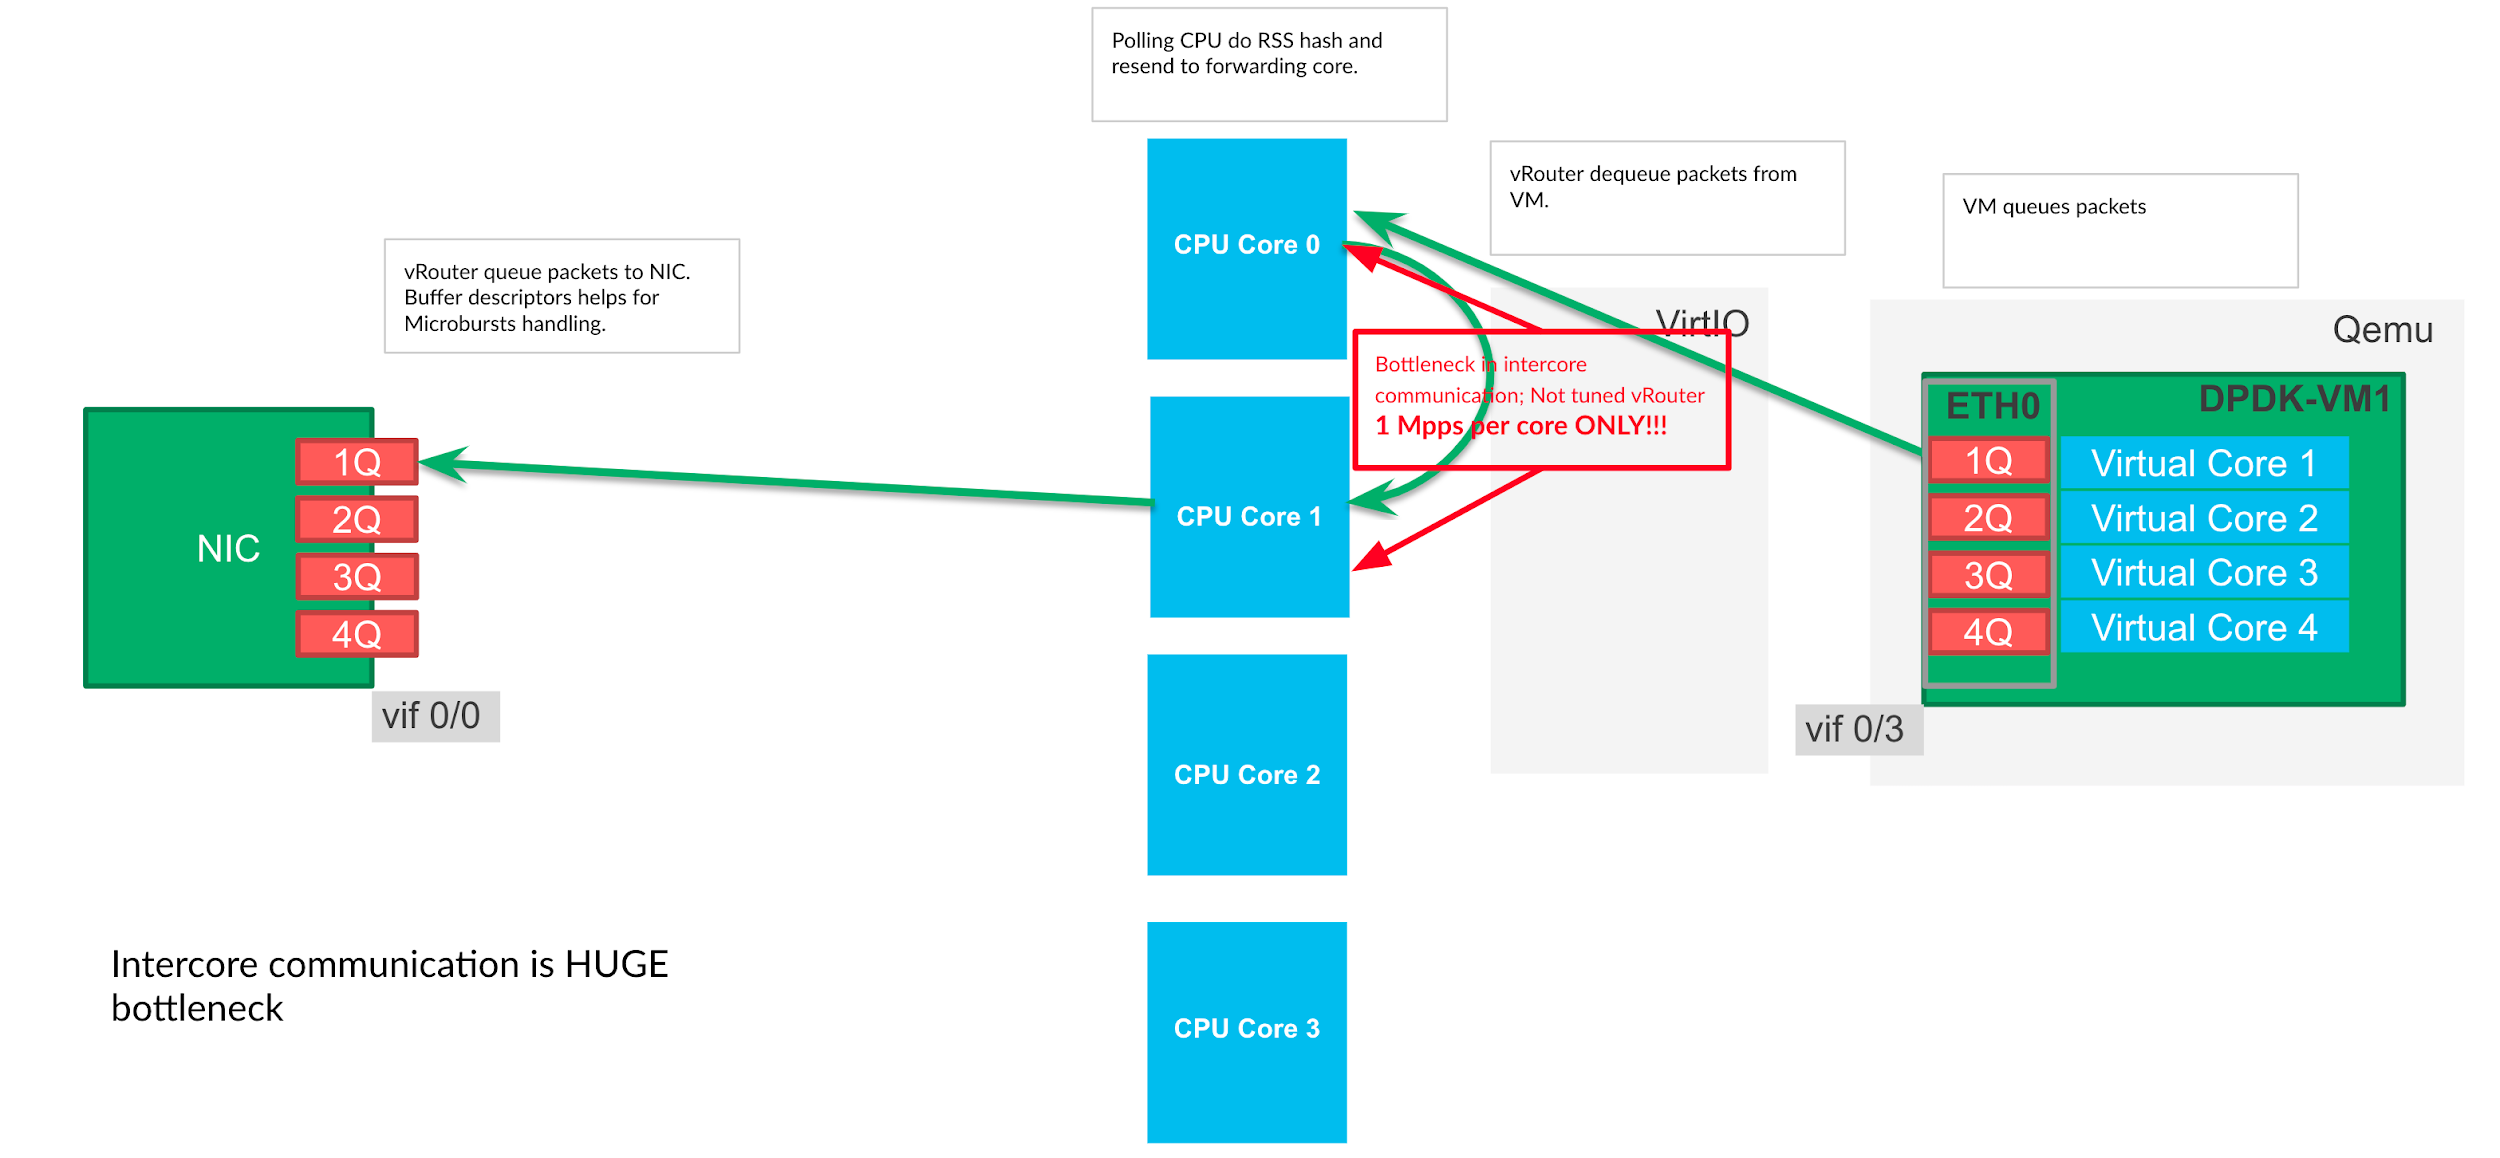 Polling CPU do RSS hash and
resend to forwarding core.
vRouter dequeue packets from
VM.
VM queues packets
vRouter queue packets to NIC.
Buffer descriptors helps for
Microbursts handling.
CPU Core 0
VirtIO
Qemu
Bottleneck in intercore
communication; Not tuned vRouter
1 Mpps per core ONLY!!!
ETH0
DPDK-VM1
NIC
1Q
2Q
3Q
4Q
vif 0/0
CPU Core 1
1Q
2Q
3Q
4Q
Virtual Core 1
Virtual Core 2
Virtual Core 3
Virtual Core 4
vif 0/3
CPU Core 2
CPU Core 3
Intercore communication is HUGE
bottleneck